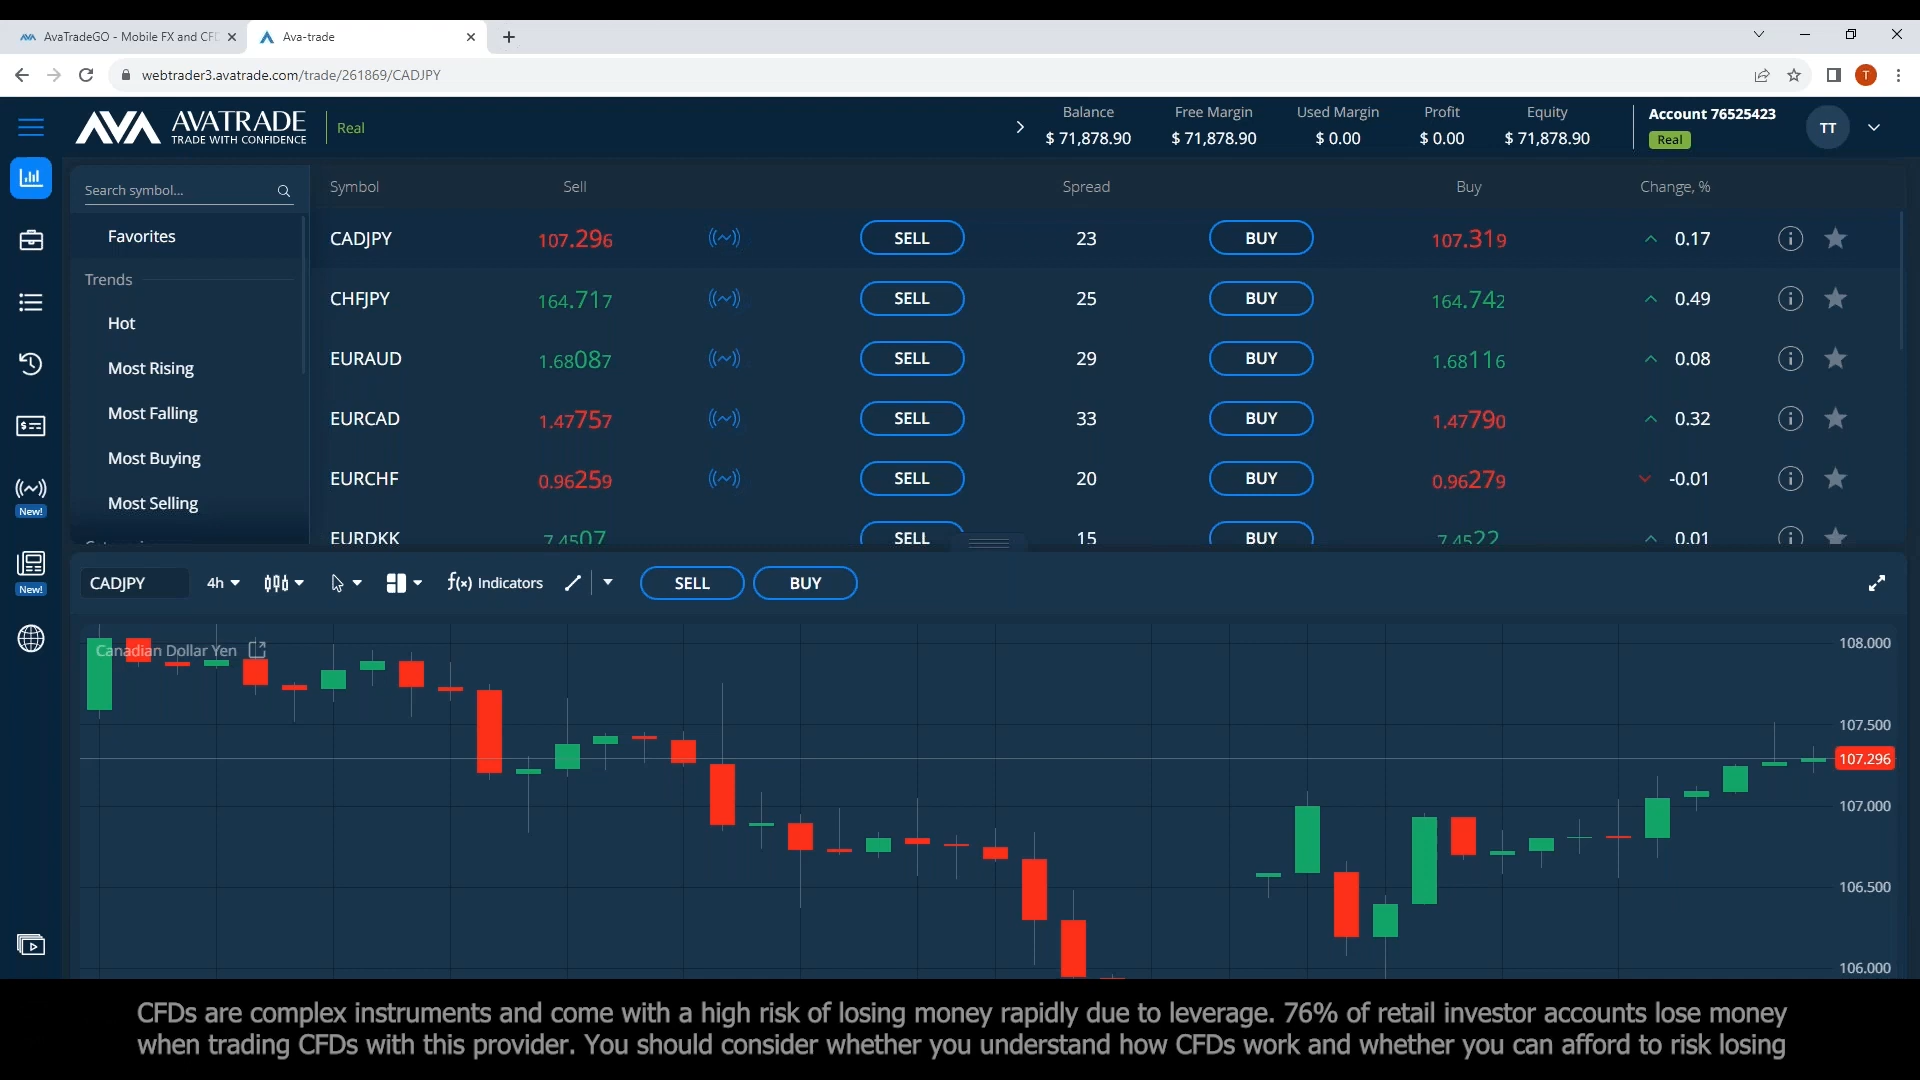 AvaTradeGO - Mobile FX and CFD
Ava-trade
webtrader3.avatrade.com/trade/261869/CADJPY
T
AVA AVATRADE
TRADE WITH CONFIDENCE
Real
Balance
$ 71,878.90
Free Margin
$ 71,878.90
Used Margin
$ 0.00
Profit
$ 0.00
Equity
$ 71,878.90
Account 76525423
Real
TT
Search symbol...
Favorites
Trends
Hot
Most Rising
Most Falling
Most Buying
Most Selling
New!
New!
Symbol Sell Spread Buy Change, %
CADJPY 107.296 SELL 23 BUY 107.319 0.17
CHFJPY 164.717 SELL 25 BUY 164.742 0.49
EURAUD 1.68087 SELL 29 BUY 1.68116 0.08
EURCAD 1.47757 SELL 33 BUY 1.47790 0.32
EURCHF 0.96259 SELL 20 BUY 0.96279 -0.01
EURDKK 7.4507 SELL 15 BUY 7.4522 0.01
CADJPY 4h f(x) Indicators SELL BUY
Canadian Dollar Yen
108.000
107.500
107.296
107.000
106.500
106.000
CFDs are complex instruments and come with a high risk of losing money rapidly due to leverage. 76% of retail investor accounts lose money
when trading CFDs with this provider. You should consider whether you understand how CFDs work and whether you can afford to risk losing